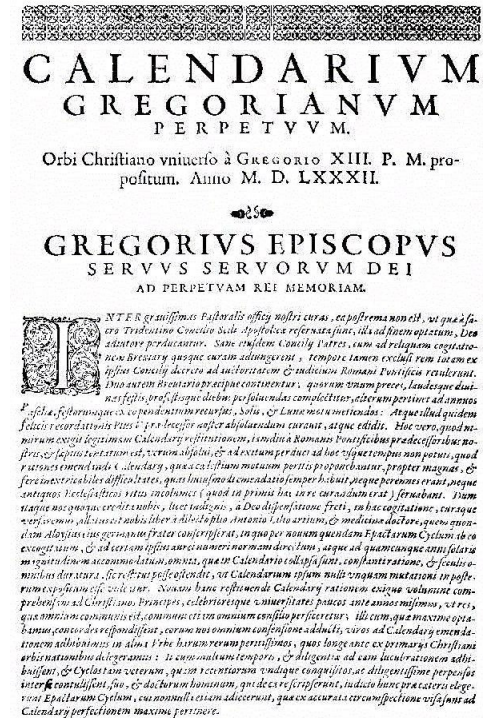 CALENDARIVM
GREGORIANVM
PERPETVVM.
Orbi Chriſtiano vniuerſo à GREGORIO XIII. P. M. pro-
poſitum. Anno M. D. LXXXII.
GREGORIVS EPISCOPVS
SERVVS SERVORVM DEI
AD PERPETVAM REI MEMORIAM.
INTER grauiſſimas Paſtoralis officij noſtri curas, ea poſtrema non eſt, vt quæ à ſa-
cro Tridentino Concilio Sedi Apoſtolicæ reſeruata ſunt, illa ad finem optatum, Deo
adiutore perducantur. Sane eiuſdem Concilij Patres, cum ad reliquam cogitatio-
nem Breuiarij quoque curam adiungerent, tempore tamen excluſi rem totam ex
ipſius Concilij decreto ad auctoritatem & iudicium Romani Pontificis retulerunt.
Duo autem Breuiario præcipue continentur, quorum vnum preces, laudesque diui-
nas feſtis, profeſtisque diebus perſoluendas complectitur, alterum pertinet ad annuos
Paſchæ, feſtorumque ex eo pendentium recurſus, Solis, & Lunæ motu metiendos: Atque illud quidem
felicis recordationis Pius V prædeceſſor noſter abſoluendum curauit, atque edidit. Hoc vero, quod ni-
mirum exigit legitimam Calendarij reſtitutionem, iamdiu à Romanis Pontificibus prædeceſſoribus no-
ſtris, & ſæpius tentatum eſt, verum abſolui, & ad exitum perduci ad hoc vſque tempus non potuit, quod
rationes emendandi Calendarij, quæ à cæleſtium motuum peritis proponebantur, propter magnas, &
fere inextricabiles difficultates, quas huiuſmodi emendatio ſemper habuit, neque perennes erant, neque
antiquos Eccleſiaſticos ritus incolumes (quod in primis hac in re curandum erat) ſeruabant. Dum
itaque nos quoque credita nobis, licet indignis, à Deo diſpenſatione freti, in hac cogitatione, curaque
verſaremur, allatus eſt nobis liber à dilecto filio Antonio Lilio artium, & medicinæ doctore, quem quon-
dam Aloyſius eius germanus frater conſcripſerat, in quo per nouum quendam Epactarum Cyclum ab eo
excogitatum, & ad certam ipſius aurei numeri normam directum, atque ad quamcunque anni ſolaris
magnitudinem accommodatum, omnia, quæ in Calendario collapſa ſunt, conſtanti ratione, & ſeculis o-
mnibus duratura, ſic reſtitui poſſe oſtendit, vt Calendarium ipſum nulli vnquam mutationi in poſte-
rum expoſitum eſſe videatur. Nouam hanc reſtituendi Calendarij rationem exiguo volumine com-
prehenſam ad Chriſtianos Principes, celebrioresque vniuerſitates paucos ante annos miſimus, vt res,
quæ omnium communis eſt, communi etiam omnium conſilio perficeretur: illi cum, quæ maxime opta-
bamus, concordes reſpondiſſent, eorum nos omnium conſenſione adducti, viros ad Calendarij emenda-
tionem adhibuimus in alma Vrbe harum rerum peritiſſimos, quos longe ante ex primarijs Chriſtiani
orbis nationibus delegeramus: Ii cum multum temporis, & diligentiæ ad eam lucubrationem adhi-
buiſſent, & Cyclos tam veterum, quam recentiorum vndique conquiſitos, ac diligentiſſime perpenſos
inter ſe contuliſſent, ſuo, & doctorum hominum, qui de ea re ſcripſerunt, iudicio hunc præ ceteris elege-
runt Epactarum Cyclum, cui nonnulla etiam adiecerunt, quæ ex accurata circumſpectione viſa ſunt ad
Calendarij perfectionem maxime pertinere.